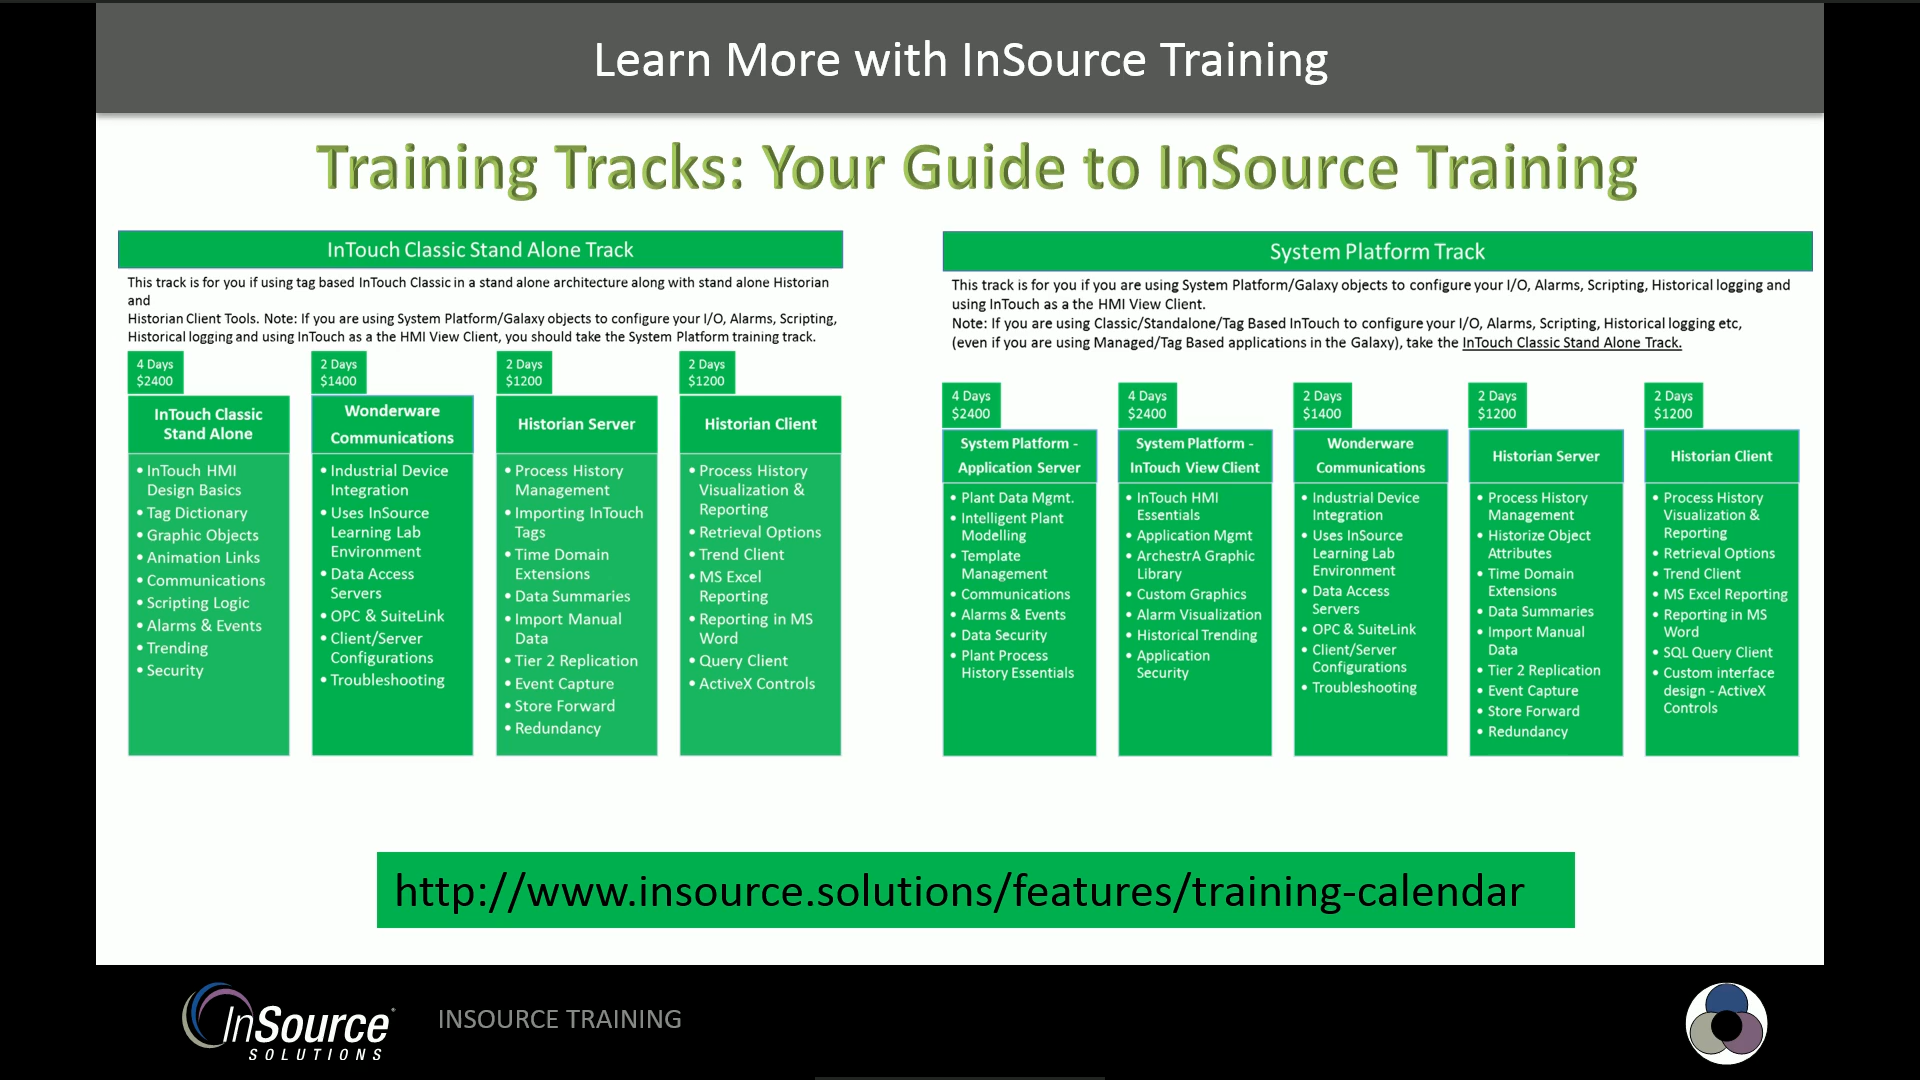 Learn More with InSource Training
Training Tracks: Your Guide to InSource Training
InTouch Classic Stand Alone Track
This track is for you if using tag based InTouch Classic in a stand alone architecture along with stand alone Historian
and
Historian Client Tools. Note: If you are using System Platform/Galaxy objects to configure your I/O, Alarms, Scripting,
Historical logging and using InTouch as a the HMI View Client, you should take the System Platform training track.
4 Days
$2400
InTouch Classic
Stand Alone
• InTouch HMI
Design Basics
• Tag Dictionary
• Graphic Objects
• Animation Links
• Communications
• Scripting Logic
• Alarms & Events
• Trending
• Security
2 Days
$1400
Wonderware
Communications
• Industrial Device
Integration
• Uses InSource
Learning Lab
Environment
• Data Access
Servers
• OPC & SuiteLink
• Client/Server
Configurations
• Troubleshooting
2 Days
$1200
Historian Server
• Process History
Management
• Importing InTouch
Tags
• Time Domain
Extensions
• Data Summaries
• Import Manual
Data
• Tier 2 Replication
• Event Capture
• Store Forward
• Redundancy
2 Days
$1200
Historian Client
• Process History
Visualization &
Reporting
• Retrieval Options
• Trend Client
• MS Excel
Reporting
• Reporting in MS
Word
• Query Client
• ActiveX Controls
System Platform Track
This track is for you if you are using System Platform/Galaxy objects to configure your I/O, Alarms, Scripting, Historical logging and
using InTouch as a the HMI View Client.
Note: If you are using Classic/Standalone/Tag Based InTouch to configure your I/O, Alarms, Scripting, Historical logging etc,
(even if you are using Managed/Tag Based applications in the Galaxy), take the InTouch Classic Stand Alone Track.
4 Days
$2400
System Platform -
Application Server
• Plant Data Mgmt.
• Intelligent Plant
Modelling
• Template
Management
• Communications
• Alarms & Events
• Data Security
• Plant Process
History Essentials
4 Days
$2400
System Platform -
InTouch View Client
• InTouch HMI
Essentials
• Application Mgmt
• ArchestrA Graphic
Library
• Custom Graphics
• Alarm Visualization
• Historical Trending
• Application
Security
2 Days
$1400
Wonderware
Communications
• Industrial Device
Integration
• Uses InSource
Learning Lab
Environment
• Data Access
Servers
• OPC & SuiteLink
• Client/Server
Configurations
• Troubleshooting
2 Days
$1200
Historian Server
• Process History
Management
• Historize Object
Attributes
• Time Domain
Extensions
• Data Summaries
• Import Manual
Data
• Tier 2 Replication
• Event Capture
• Store Forward
• Redundancy
2 Days
$1200
Historian Client
• Process History
Visualization &
Reporting
• Retrieval Options
• Trend Client
• MS Excel Reporting
• Reporting in MS
Word
• SQL Query Client
• Custom interface
design - ActiveX
Controls
http://www.insource.solutions/features/training-calendar
InSource
SOLUTIONS
INSOURCE TRAINING